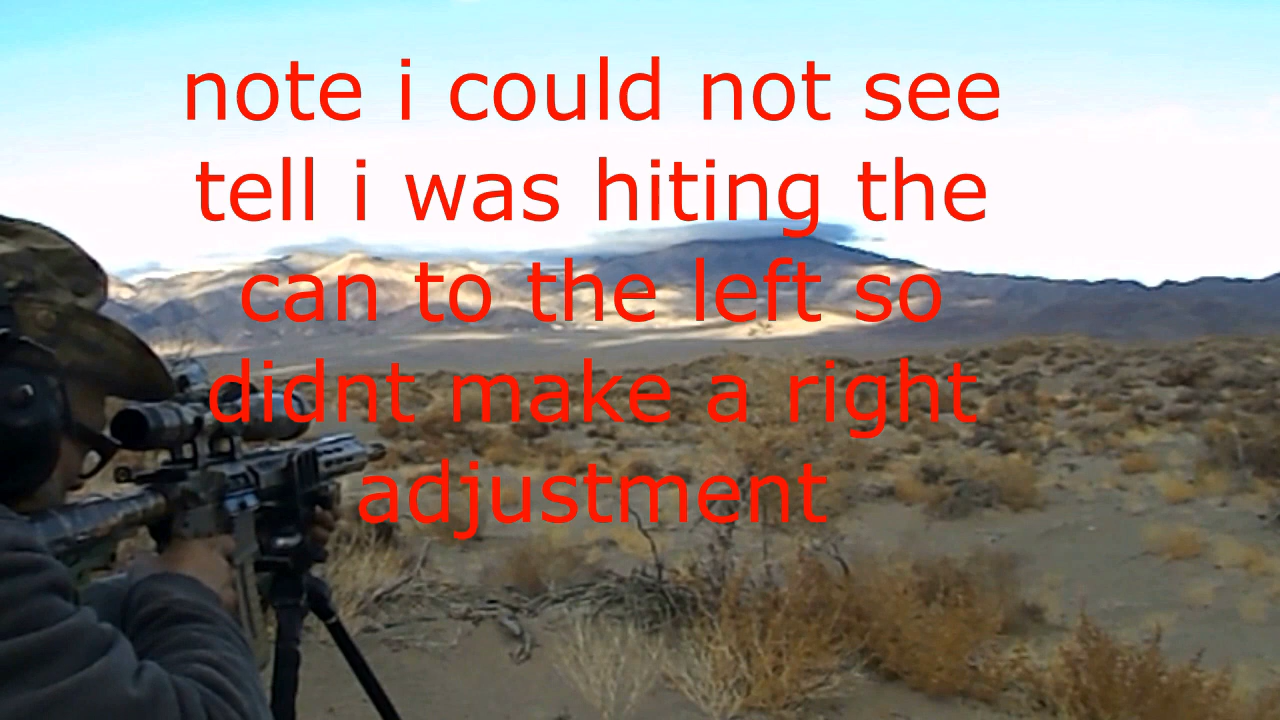 note i could not see
tell i was hiting the
can to the left so
didnt make a right
adjustment